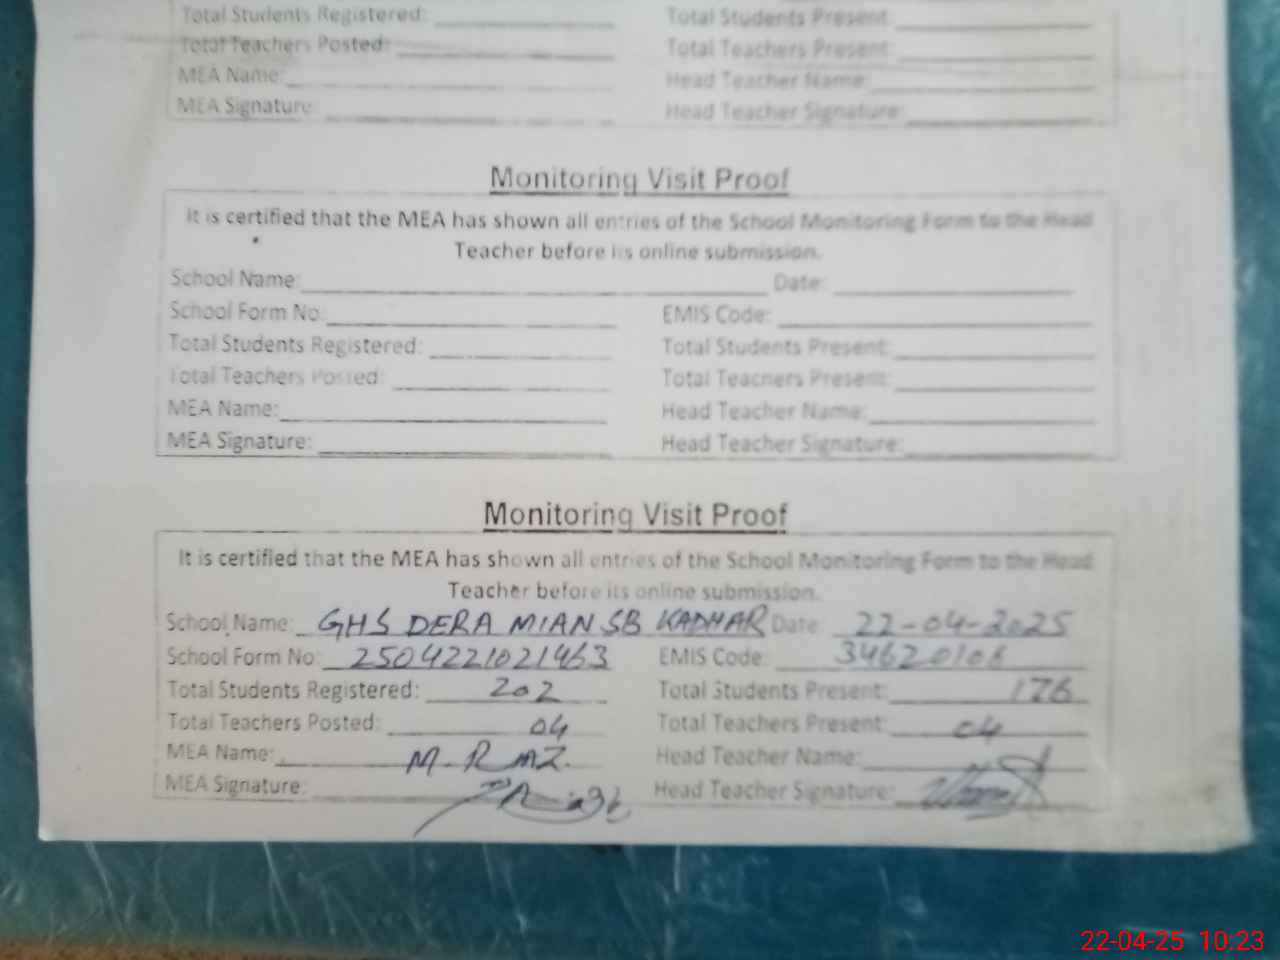 Total Students Registered: Total Students Present
Total Teachers Posted: Total Teachers Present
MEA Name: Head Teacher Name:
MEA Signature: Head Teacher Signature:
Monitoring Visit Proof
It is certified that the MEA has shown all entries of the School Monitoring Form to the Head
Teacher before its online submission.
School Name: Date:
School Form No: EMIS Code:
Total Students Registered: Total Students Present:
Total Teachers Posted: Total Teachers Present:
MEA Name: Head Teacher Name:
MEA Signature: Head Teacher Signature:
Monitoring Visit Proof
It is certified that the MEA has shown all entries of the School Monitoring Form to the Head
Teacher before its online submission.
School Name: GHS DERA MIAN SB KADHAR Date 22-04-2025
School Form No: 2504221021463 EMIS Code: 34620106
Total Students Registered: 202 Total Students Present: 176
Total Teachers Posted: 04 Total Teachers Present: 04
MEA Name: Head Teacher Name:
MEA Signature: Head Teacher Signature:
22-04-25 10:23